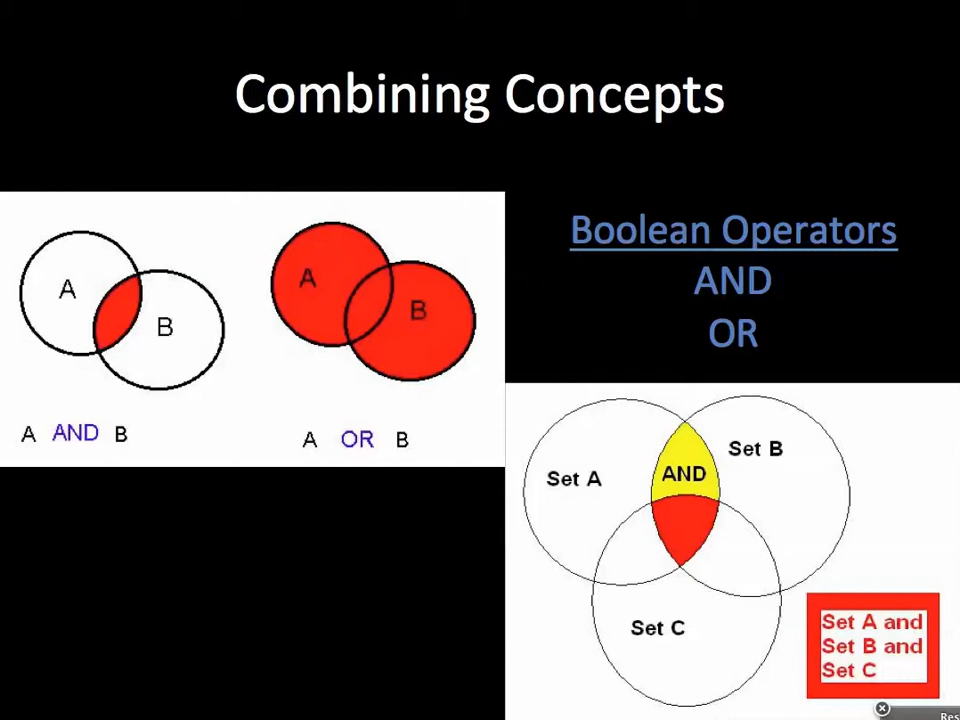 Combining Concepts
A
B
A AND B
A
B
A OR B
Boolean Operators
AND
OR
Set A
AND
Set B
Set C
Set A and
Set B and
Set C